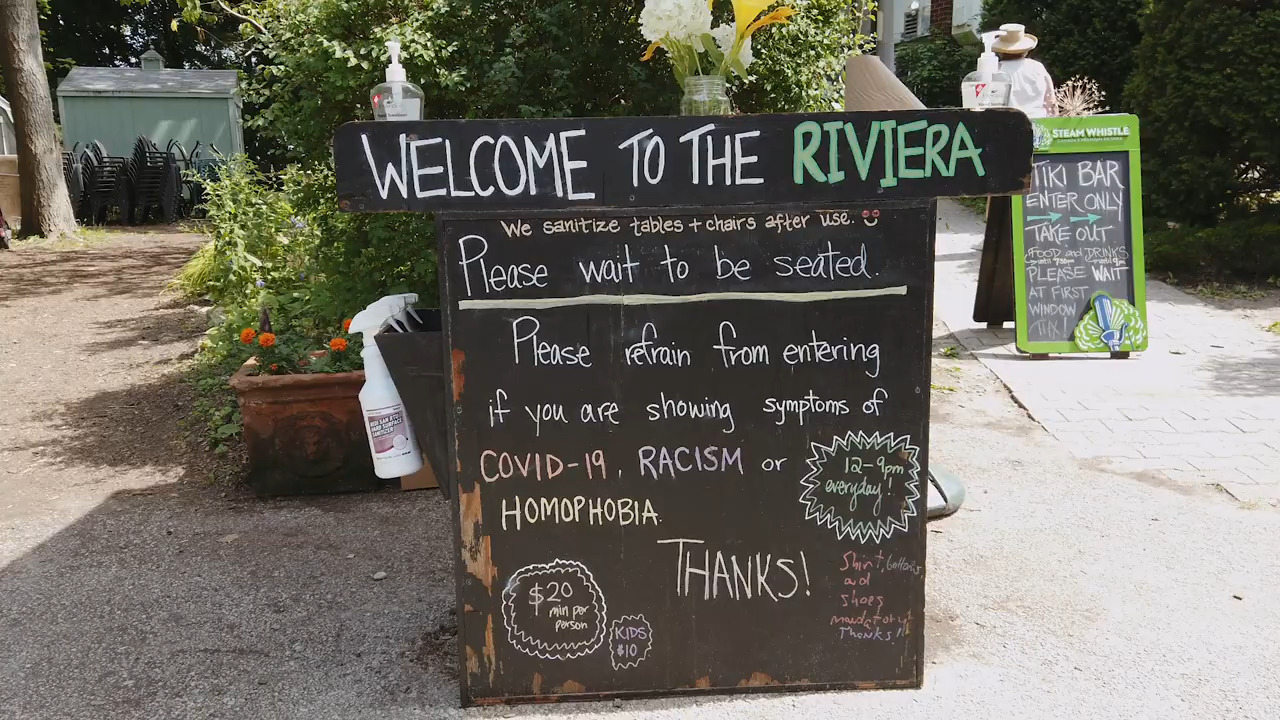 WELCOME TO THE RIVIERA
We sanitize tables + chairs after use.
Please wait to be seated.
Please refrain from entering
if you are showing symptoms of
COVID-19, RACISM or
HOMOPHOBIA.
12-9pm
everyday!
THANKS!
$20
min per
person
KIDS
$10
Shirt, bottoms,
and
shoes
mandatory!
Thanks!
STEAM WHISTLE
TIKI BAR
ENTER ONLY
TAKE OUT
FOOD and DRINKS
PLEASE WAIT
AT FIRST
WINDOW
HARD SURFACE
SANITIZER